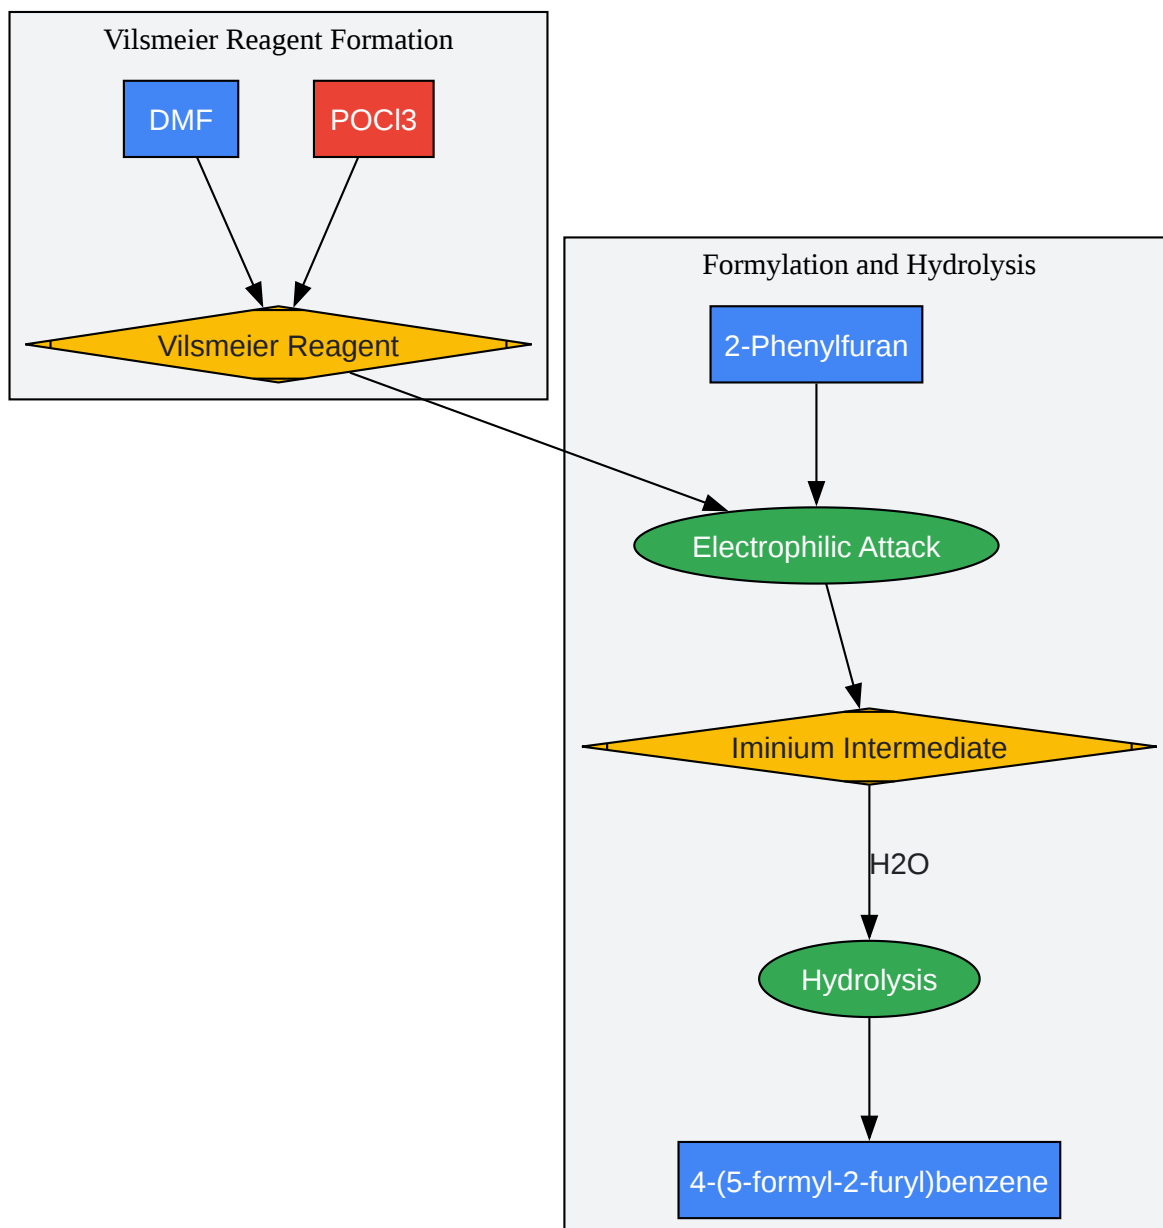 Vilsmeier Reagent Formation
DMF
POCl3
Vilsmeier Reagent
Formylation and Hydrolysis
2-Phenylfuran
Electrophilic Attack
Iminium Intermediate
H2O
Hydrolysis
4-(5-formyl-2-furyl)benzene